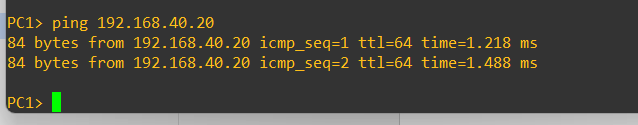 PC1> ping 192.168.40.20
84 bytes from 192.168.40.20 icmp_seq=1 ttl=64 time=1.218 ms
84 bytes from 192.168.40.20 icmp_seq=2 ttl=64 time=1.488 ms
PC1>